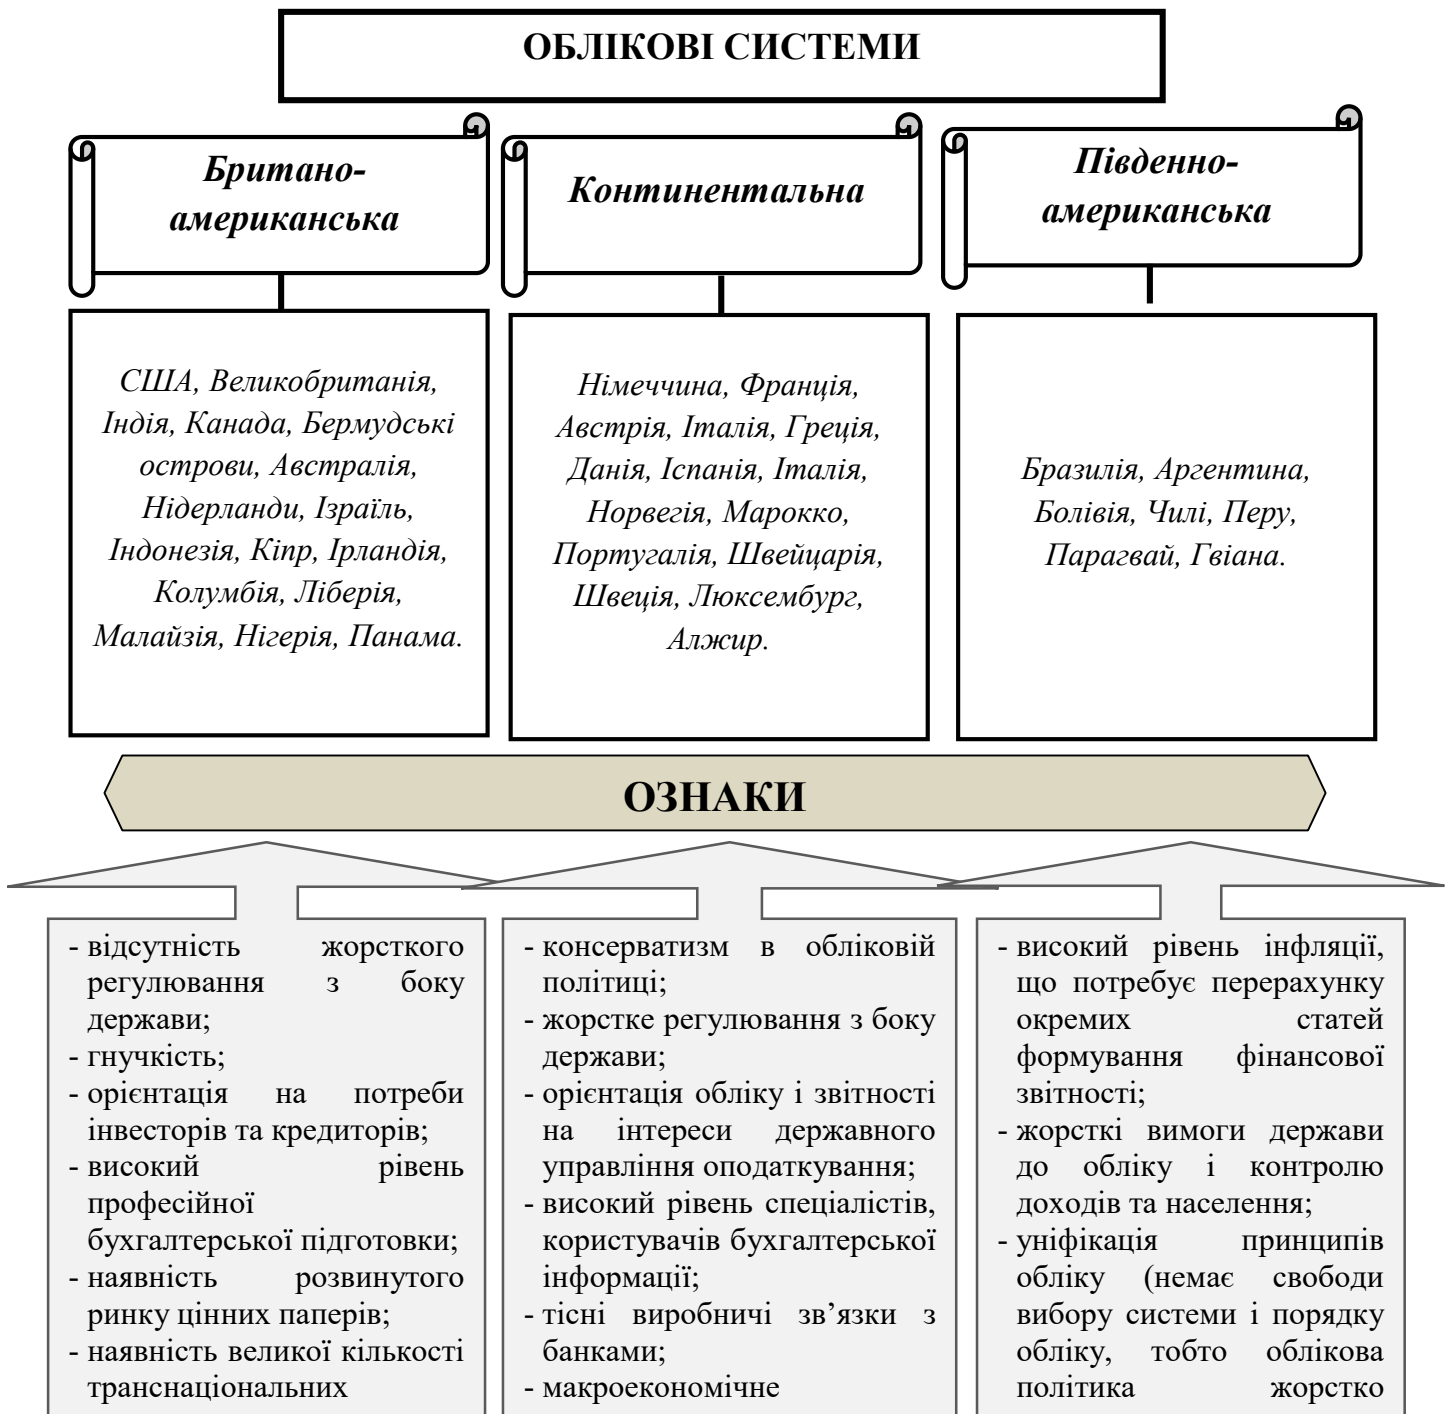 ОБЛІКОВІ СИСТЕМИ
Британо-
американська
Континентальна
Південно-
американська
США, Великобританія,
Індія, Канада, Бермудські
острови, Австралія,
Нідерланди, Ізраїль,
Індонезія, Кіпр, Ірландія,
Колумбія, Ліберія,
Малайзія, Нігерія, Панама.
Німеччина, Франція,
Австрія, Італія, Греція,
Данія, Іспанія, Італія,
Норвегія, Марокко,
Португалія, Швейцарія,
Швеція, Люксембург,
Алжир.
Бразилія, Аргентина,
Болівія, Чилі, Перу,
Парагвай, Гвіана.
ОЗНАКИ
- відсутність жорсткого
регулювання з боку
держави;
- гнучкість;
- орієнтація на потреби
інвесторів та кредиторів;
- високий рівень
професійної
бухгалтерської підготовки;
- наявність розвинутого
ринку цінних паперів;
- наявність великої кількості
транснаціональних
- консерватизм в обліковій
політиці;
- жорстке регулювання з боку
держави;
- орієнтація обліку і звітності
на інтереси державного
управління оподаткування;
- високий рівень спеціалістів,
користувачів бухгалтерської
інформації;
- тісні виробничі зв’язки з
банками;
- макроекономічне
- високий рівень інфляції,
що потребує перерахунку
окремих статей
формування фінансової
звітності;
- жорсткі вимоги держави
до обліку і контролю
доходів та населення;
- уніфікація принципів
обліку (немає свободи
вибору системи і порядку
обліку, тобто облікова
політика жорстко